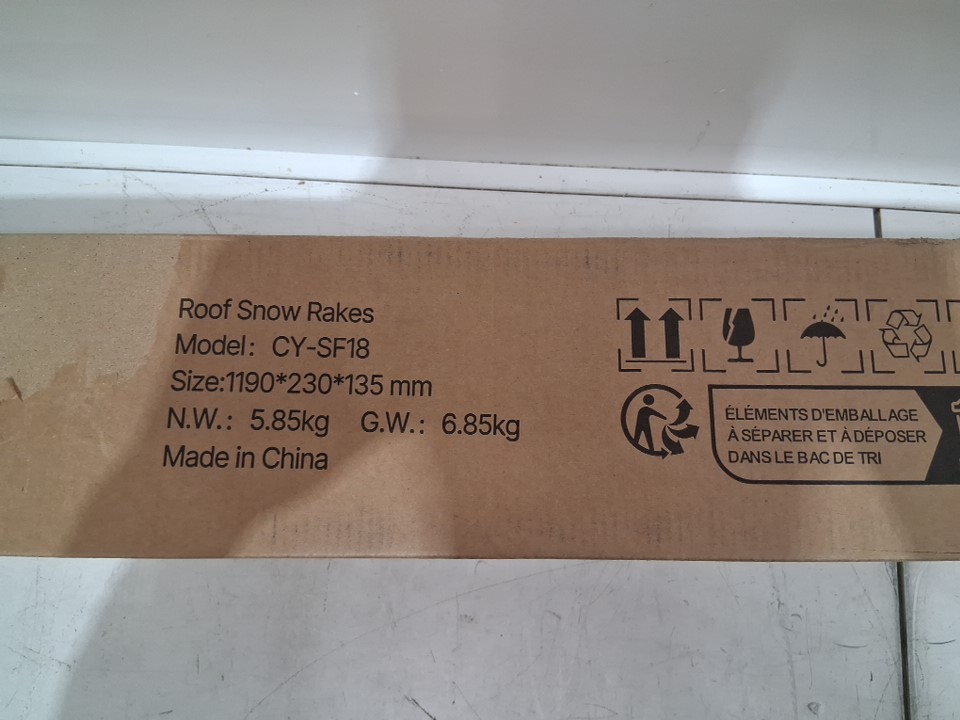 Roof Snow Rakes
Model: CY-SF18
Size:1190*230*135 mm
N.W.: 5.85kg G.W.: 6.85kg
Made in China
ÉLÉMENTS D'EMBALLAGE
À SÉPARER ET À DÉPOSER
DANS LE BAC DE TRI